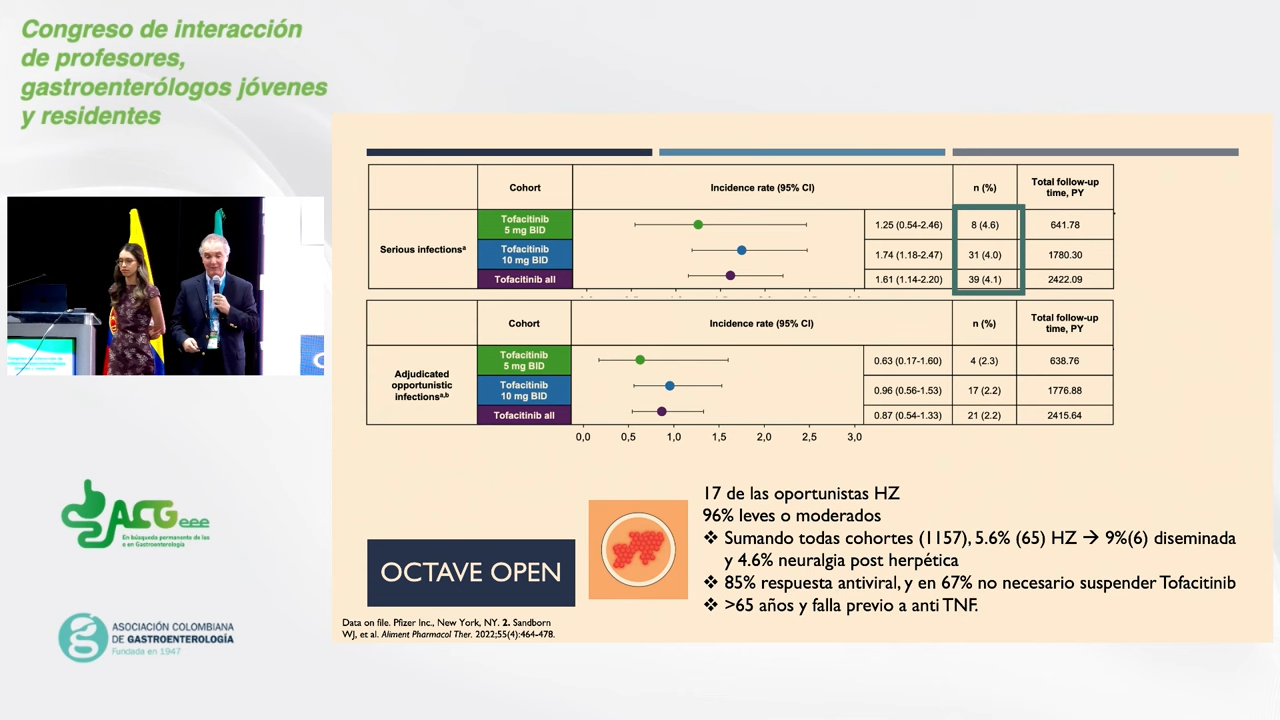 Congreso de interacción
de profesores,
gastroenterólogos jóvenes
y residentes
Cohort
Incidence rate (95% CI)
n (%)
Total follow-up
time, PY
Serious infectionsᵃ
Tofacitinib
5 mg BID
1.25 (0.54-2.46)
8 (4.6)
641.78
Tofacitinib
10 mg BID
1.74 (1.18-2.47)
31 (4.0)
1780.30
Tofacitinib all
1.61 (1.14-2.20)
39 (4.1)
2422.09
Cohort
Incidence rate (95% CI)
n (%)
Total follow-up
time, PY
Adjudicated
opportunistic
infectionsᵃ,ᵇ
Tofacitinib
5 mg BID
0.63 (0.17-1.60)
4 (2.3)
638.76
Tofacitinib
10 mg BID
0.96 (0.56-1.53)
17 (2.2)
1776.88
Tofacitinib all
0.87 (0.54-1.33)
21 (2.2)
2415.64
0,0 0,5 1,0 1,5 2,0 2,5 3,0
17 de las oportunistas HZ
96% leves o moderados
❖ Sumando todas cohortes (1157), 5.6% (65) HZ → 9%(6) diseminada
y 4.6% neuralgia post herpética
❖ 85% respuesta antiviral, y en 67% no necesario suspender Tofacitinib
❖ >65 años y falla previo a anti TNF.
OCTAVE OPEN
Data on file. Pfizer Inc., New York, NY. 2. Sandborn
WJ, et al. Aliment Pharmacol Ther. 2022;55(4):464-478.
ACGeee
En búsqueda permanente de las
e en Gastroenterología
ASOCIACIÓN COLOMBIANA
DE GASTROENTEROLOGÍA
Fundada en 1947